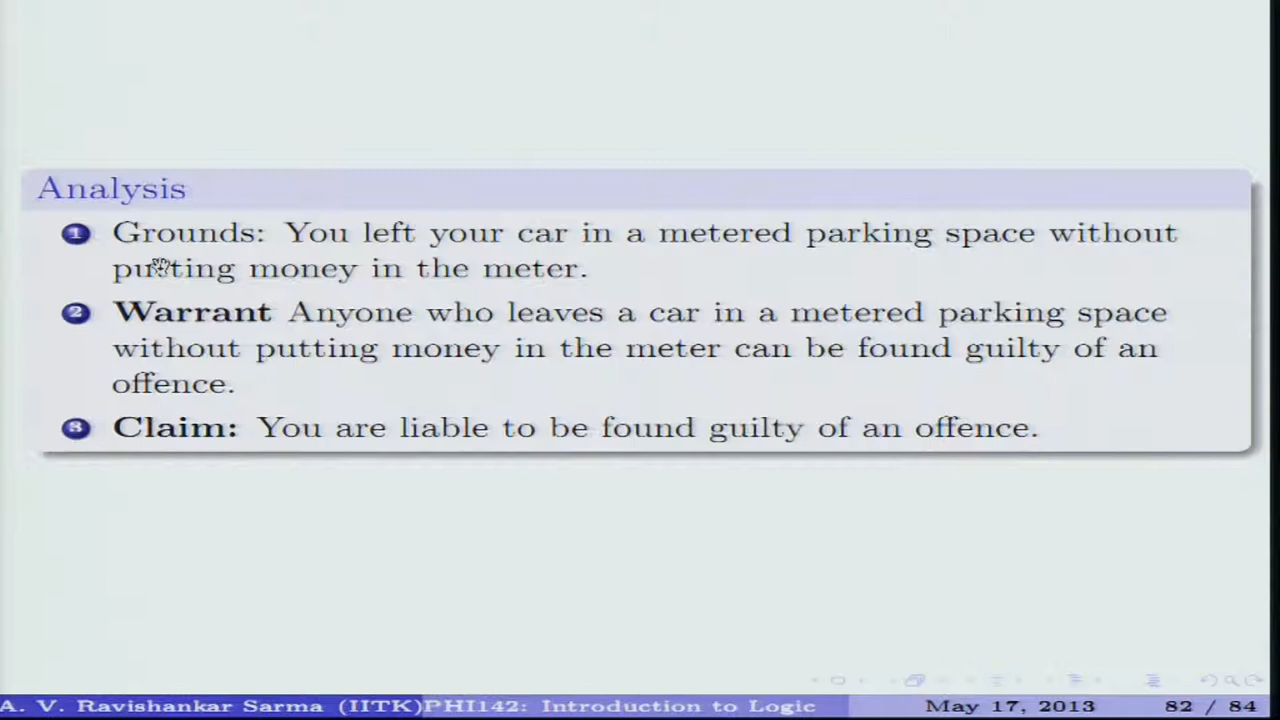 Analysis
1 Grounds: You left your car in a metered parking space without
putting money in the meter.
2 Warrant Anyone who leaves a car in a metered parking space
without putting money in the meter can be found guilty of an
offence.
3 Claim: You are liable to be found guilty of an offence.
A. V. Ravishankar Sarma (IITK) PHI142: Introduction to Logic May 17, 2013 82 / 84